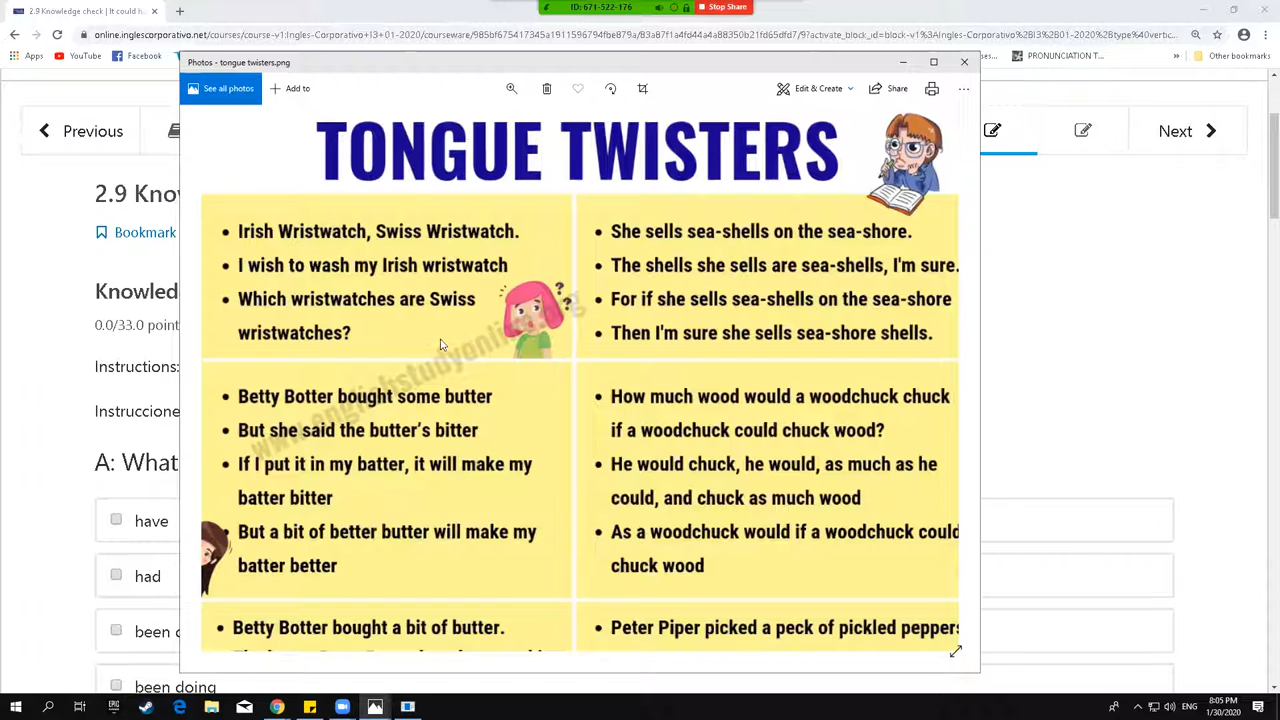 2.9 Knowledge check | It could h
ID: 671-522-176
Stop Share
online.inglescorporativo.net/courses/course-v1:Ingles-Corporativo+I3+01-2020/courseware/
Apps
YouTube
Facebook
PRONUNCIATION T...
Other bookmarks
Photos - tongue twisters.png
See all photos
Add to
Edit & Create
Share
Previous
Next
2.9 Kno
Bookmark
Knowled
0.0/33.0 point
Instructions:
Instruccione
A: What
have
had
been d
been doing
TONGUE TWISTERS
Irish Wristwatch, Swiss Wristwatch.
I wish to wash my Irish wristwatch
Which wristwatches are Swiss
wristwatches?
She sells sea-shells on the sea-shore.
The shells she sells are sea-shells, I'm sure.
For if she sells sea-shells on the sea-shore
Then I'm sure she sells sea-shore shells.
Betty Botter bought some butter
But she said the butter's bitter
If I put it in my batter, it will make my
batter bitter
But a bit of better butter will make my
batter better
How much wood would a woodchuck chuck
if a woodchuck could chuck wood?
He would chuck, he would, as much as he
could, and chuck as much wood
As a woodchuck would if a woodchuck could
chuck wood
Betty Botter bought a bit of butter.
Peter Piper picked a peck of pickled peppers
8:05 PM
1/30/2020